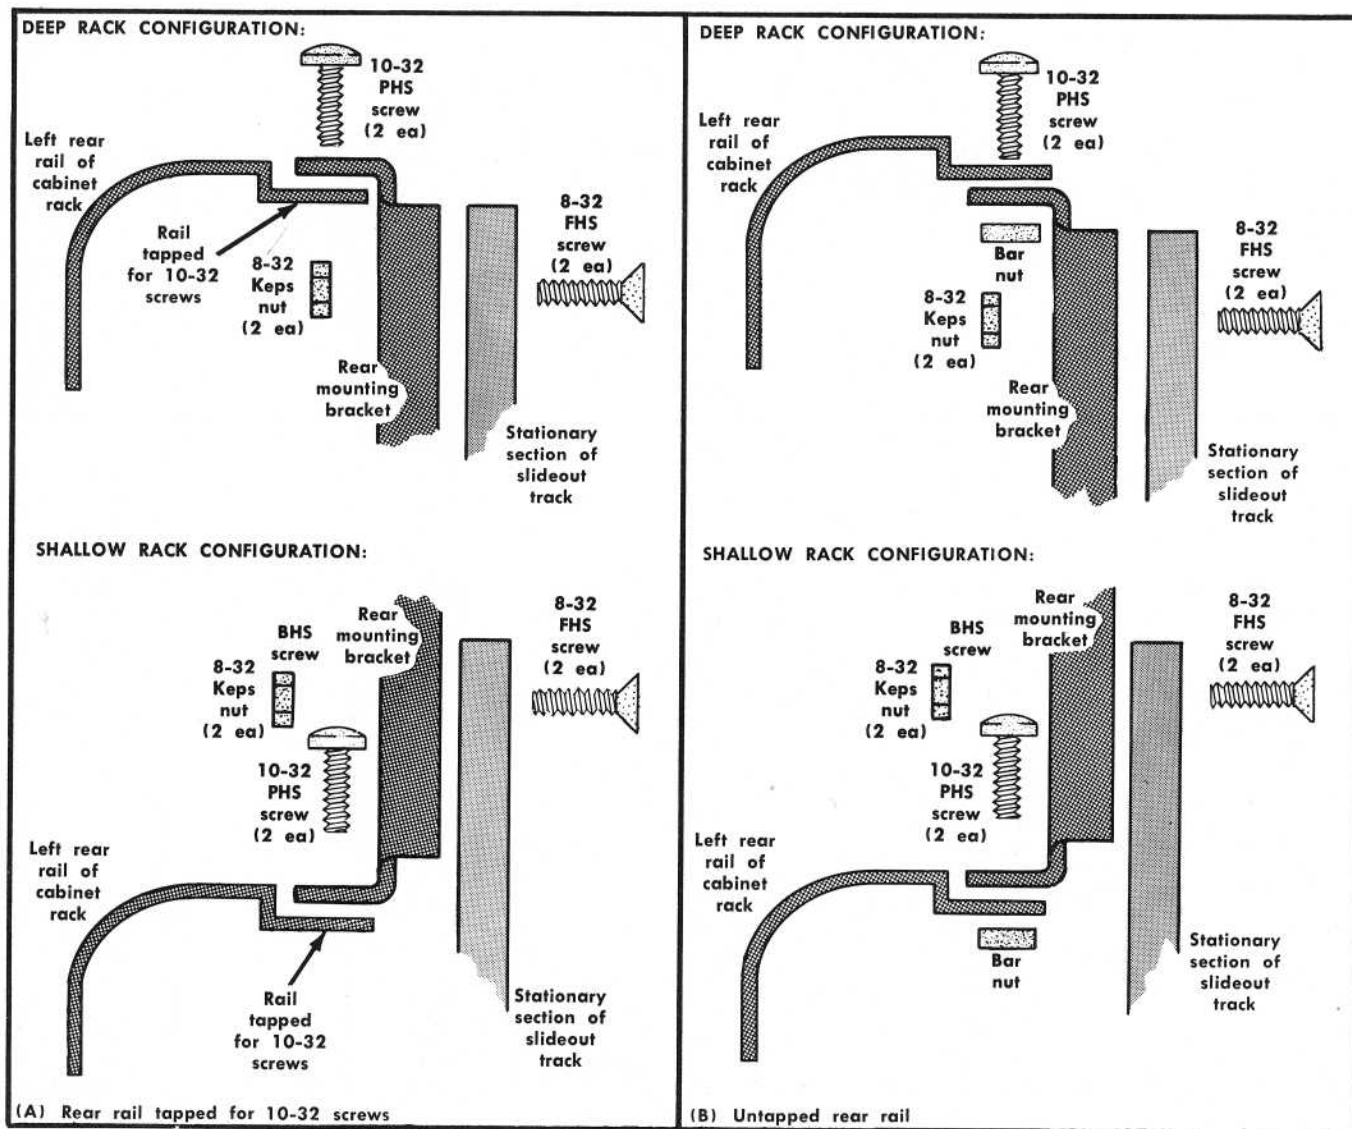 DEEP RACK CONFIGURATION:
10-32
PHS
screw
(2 ea)
Left rear
rail of
cabinet
rack
Rail
tapped
for 10-32
screws
8-32
Keps
nut
(2 ea)
8-32
FHS
screw
(2 ea)
Rear
mounting
bracket
Stationary
section of
slideout
track
SHALLOW RACK CONFIGURATION:
BHS
screw
8-32
Keps
nut
(2 ea)
Rear
mounting
bracket
8-32
FHS
screw
(2 ea)
10-32
PHS
screw
(2 ea)
Left rear
rail of
cabinet
rack
Rail
tapped
for 10-32
screws
Stationary
section of
slideout
track
(A) Rear rail tapped for 10-32 screws
DEEP RACK CONFIGURATION:
10-32
PHS
screw
(2 ea)
Left rear
rail of
cabinet
rack
Bar
nut
8-32
Keps
nut
(2 ea)
8-32
FHS
screw
(2 ea)
Rear
mounting
bracket
Stationary
section of
slideout
track
SHALLOW RACK CONFIGURATION:
BHS
screw
8-32
Keps
nut
(2 ea)
Rear
mounting
bracket
8-32
FHS
screw
(2 ea)
10-32
PHS
screw
(2 ea)
Left rear
rail of
cabinet
rack
Bar
nut
Stationary
section of
slideout
track
(B) Untapped rear rail